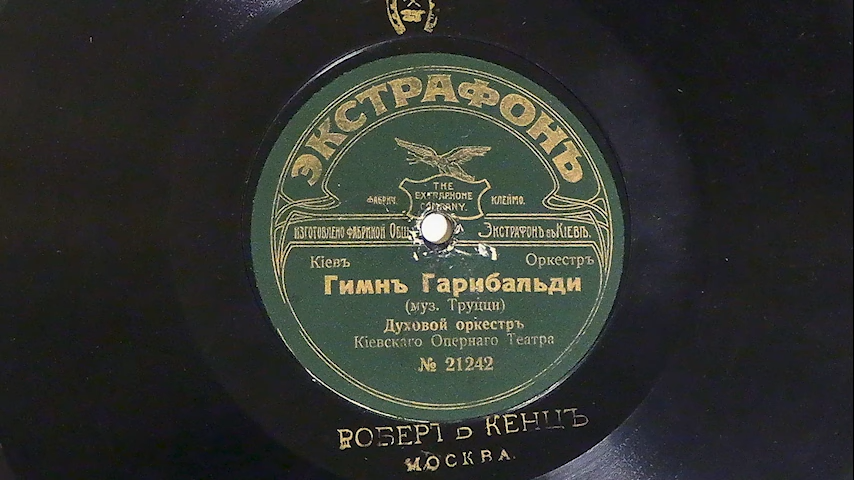 ЭКСТРАФОНЪ
THE
EXTRAPHONE
COMPANY.
ФАБРИЧ. КЛЕЙМО.
ИЗГОТОВЛЕНО ФАБРИКОЙ ОБЩ ЭКСТРАФОНЪ въ КІЕВѢ.
Кіевъ Оркестръ
Гимнъ Гарибальди
(муз. Труцци)
Духовой оркестръ
Кіевскаго Опернаго Театра
№ 21242
РОБЕРТЪ КЕНЦЪ
МОСКВА.